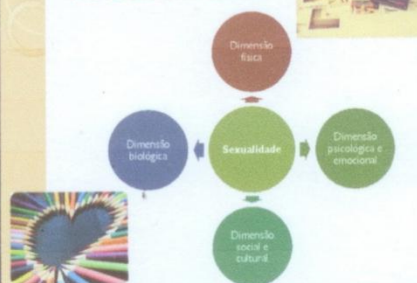 Dimensão
física
Dimensão
biológica
Sexualidade
Dimensão
psicológica e
emocional
Dimensão
social e
cultural